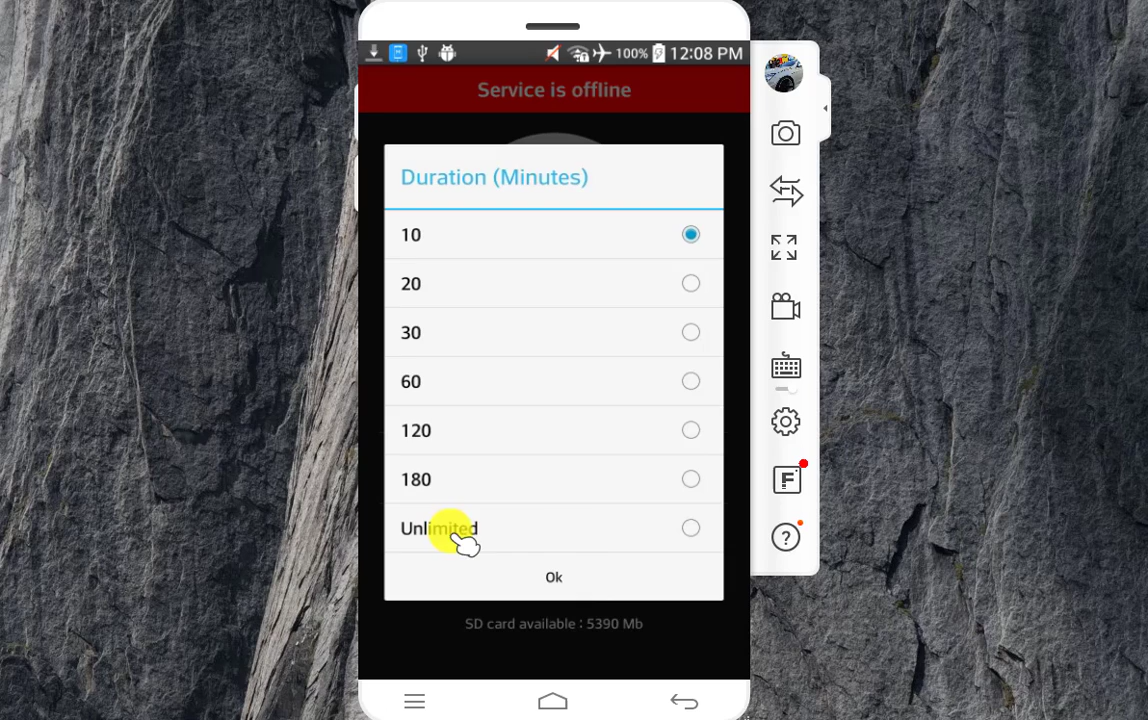 100% 12:08 PM
Service is offline
Duration (Minutes)
10
20
30
60
120
180
Unlimited
Ok
SD card available : 5390 Mb
F
?